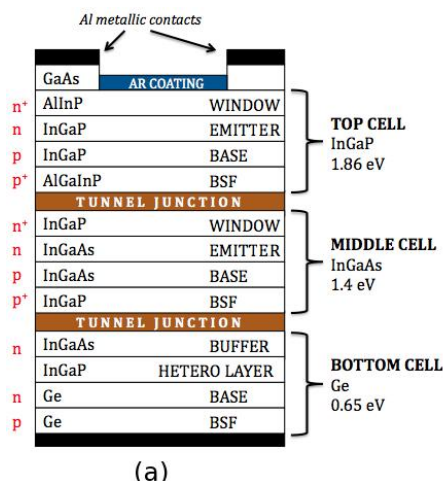 Al metallic contacts
GaAs
AR COATING
n⁺ AlInP WINDOW
n InGaP EMITTER
p InGaP BASE
p⁺ AlGaInP BSF
TUNNEL JUNCTION
n⁺ InGaP WINDOW
n InGaAs EMITTER
p InGaAs BASE
p⁺ InGaP BSF
TUNNEL JUNCTION
n InGaAs BUFFER
InGaP HETERO LAYER
n Ge BASE
p Ge BSF
TOP CELL
InGaP
1.86 eV
MIDDLE CELL
InGaAs
1.4 eV
BOTTOM CELL
Ge
0.65 eV
(a)